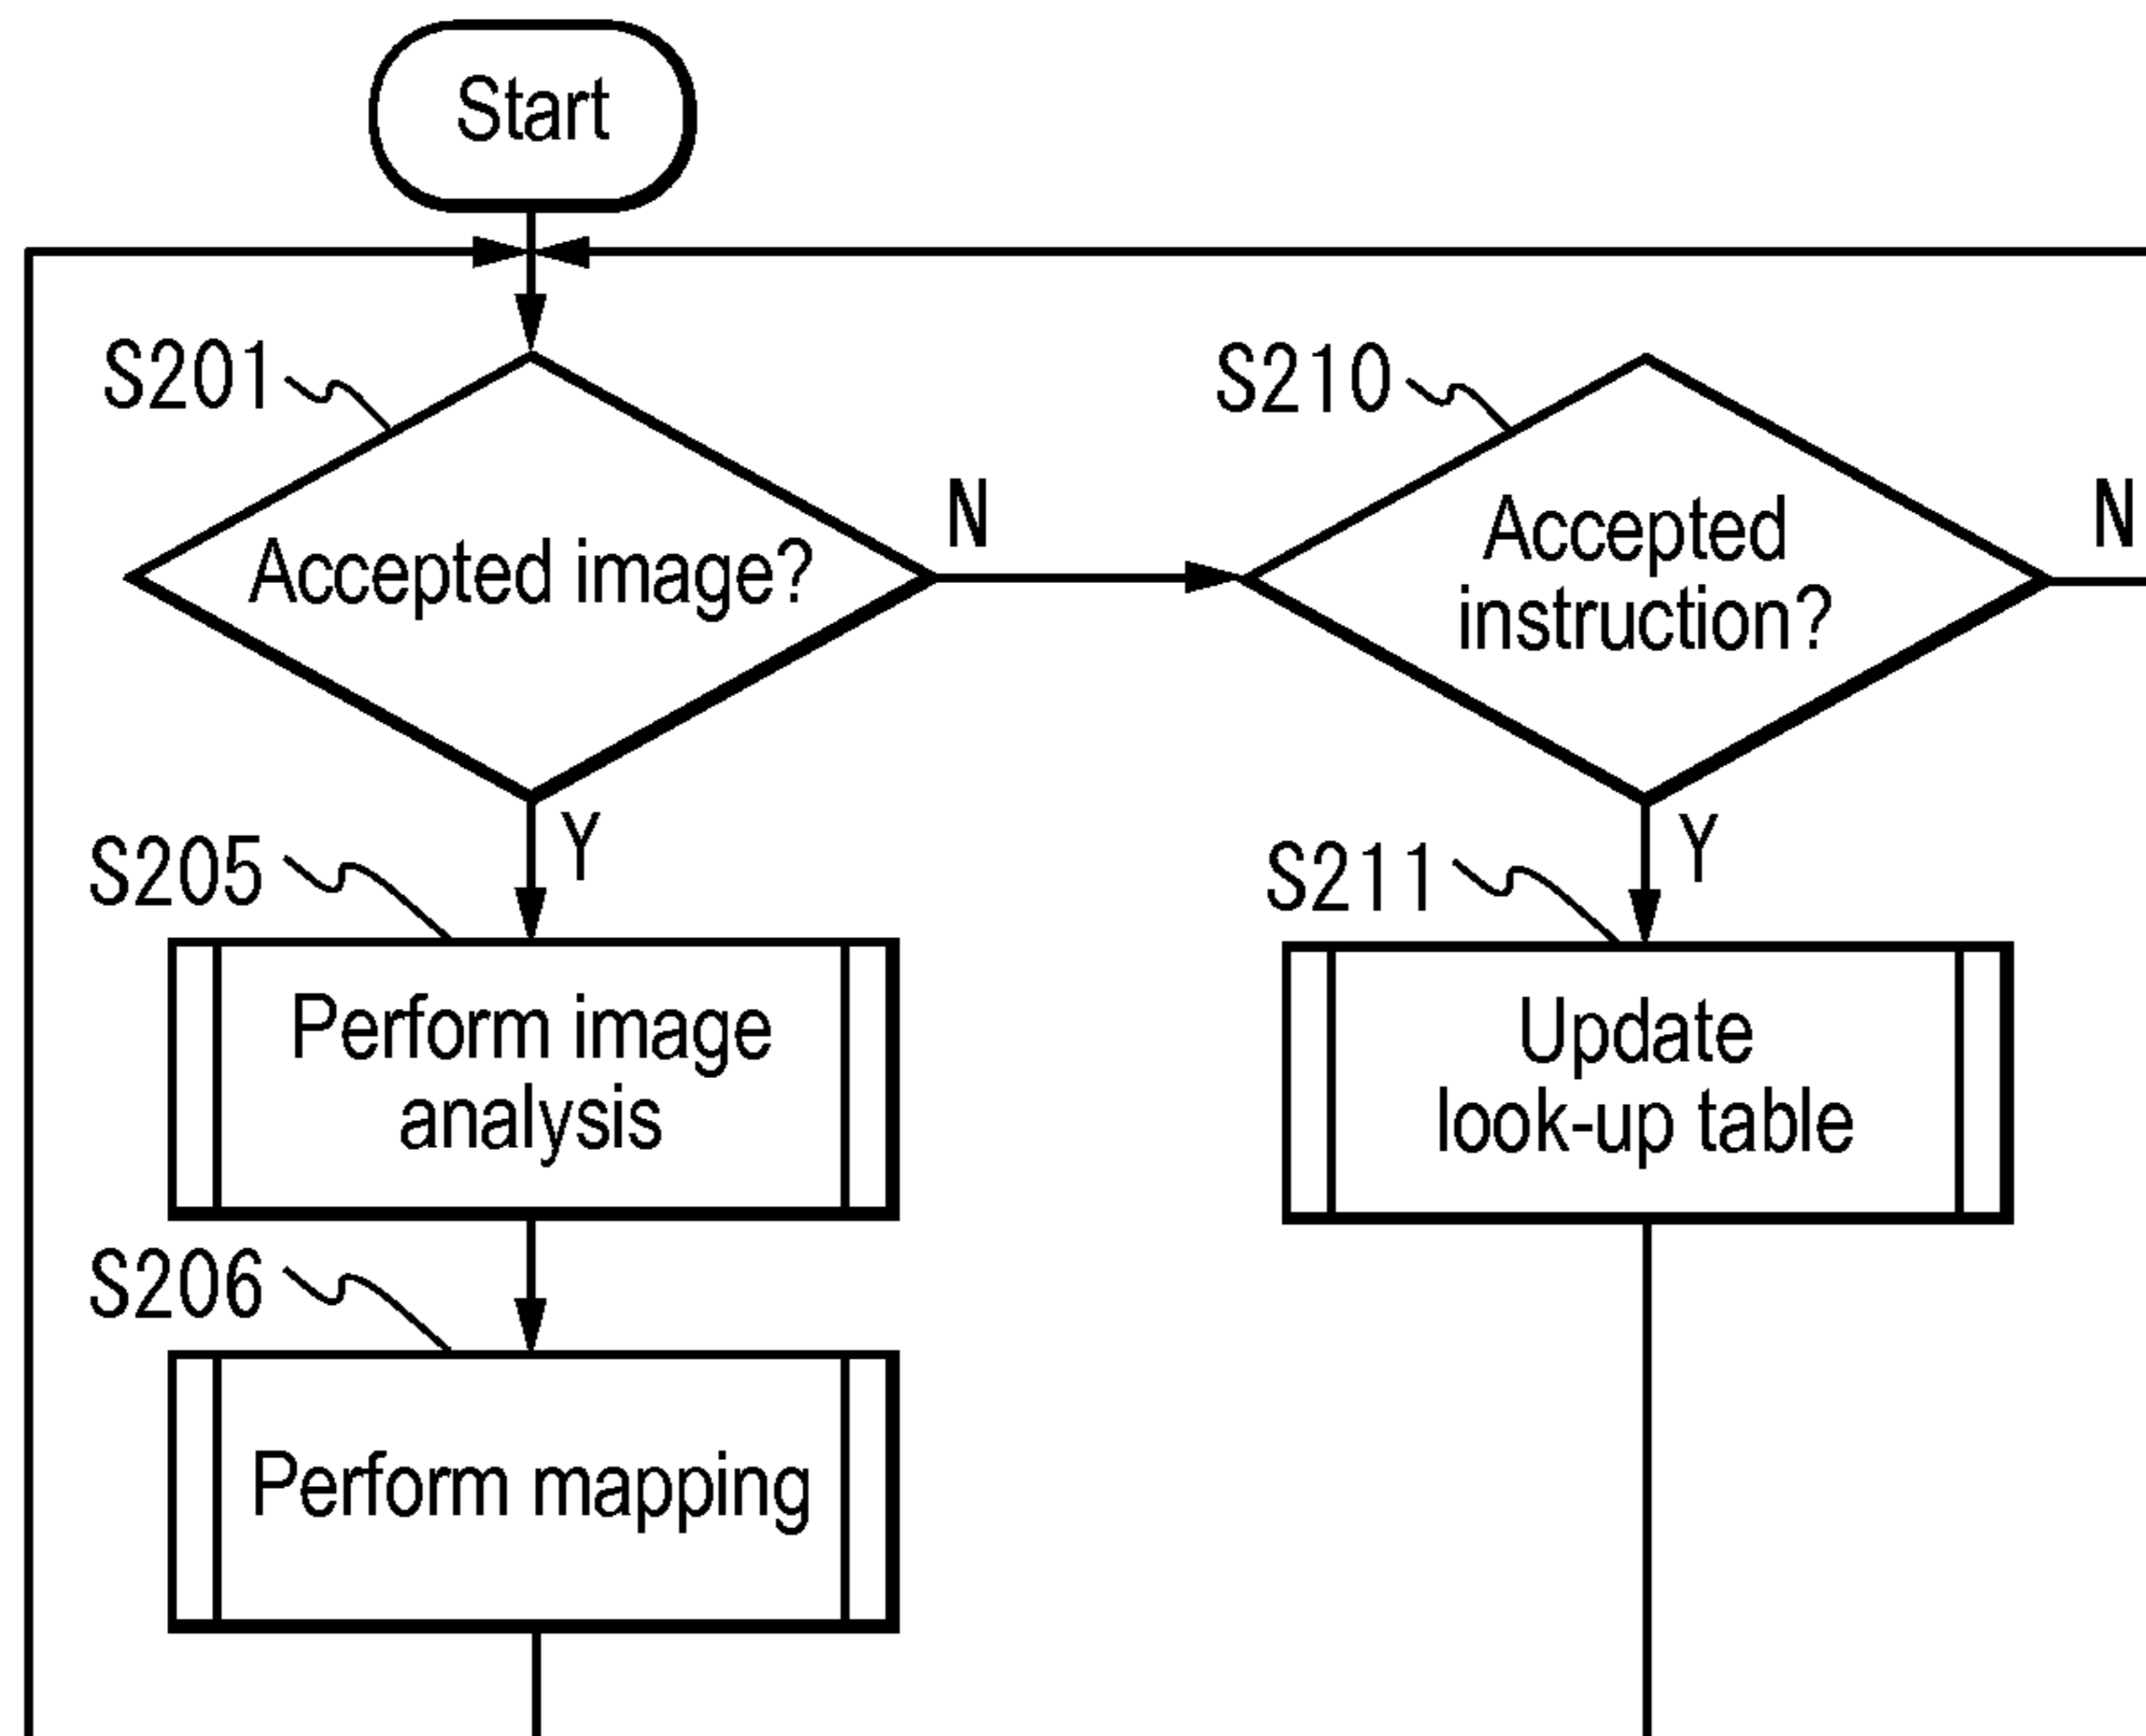 Start
S201
Accepted image?
N
Y
S210
Accepted
instruction?
N
Y
S205
Perform image
analysis
S211
Update
look-up table
S206
Perform mapping